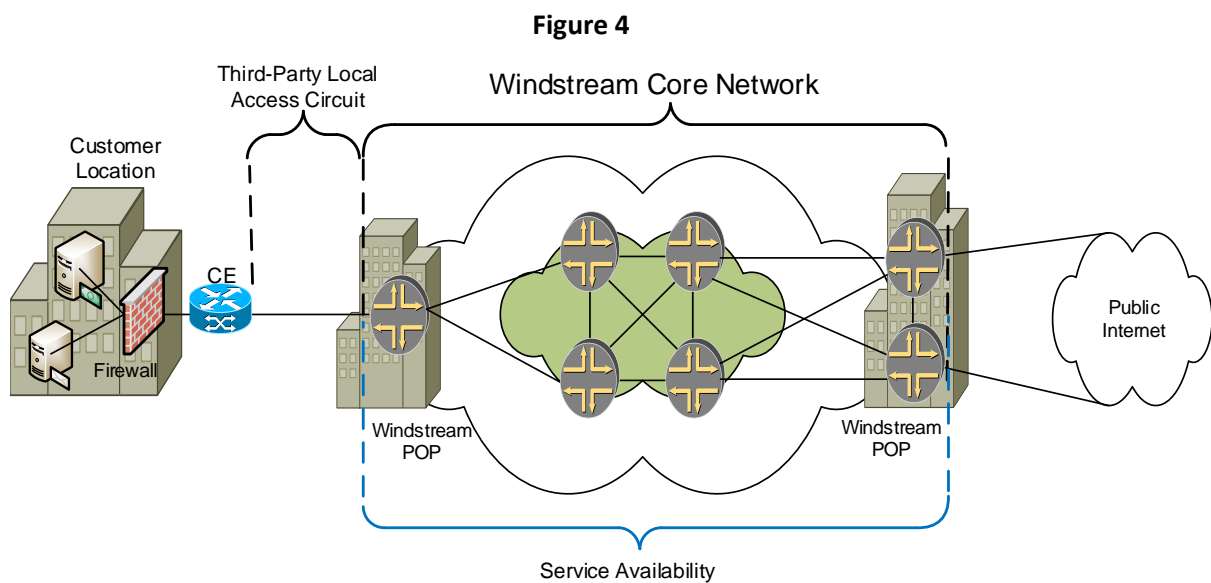 Figure 4
Third-Party Local
Access Circuit
Windstream Core Network
Customer
Location
CE
Firewall
Windstream
POP
Windstream
POP
Public
Internet
Service Availability